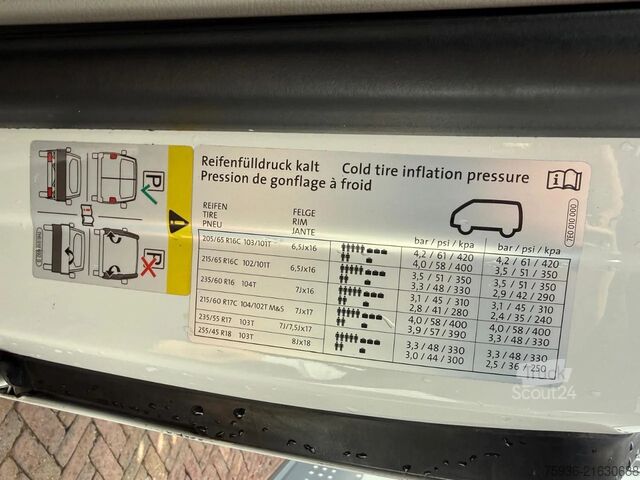 Reifenfülldruck kalt Cold tire inflation pressure
Pression de gonflage à froid
REIFEN FELGE
TIRE RIM
PNEU JANTE
bar / psi / kpa bar / psi / kpa
205/65 R16C 103/101T 6,5Jx16 4,2 / 61 / 420 4,2 / 61 / 420
4,0 / 58 / 400 3,5 / 51 / 350
215/65 R16C 102/101T 6,5Jx16 3,5 / 51 / 350 3,5 / 51 / 350
3,3 / 48 / 330 2,9 / 42 / 290
235/60 R16 104T 7Jx16 3,1 / 45 / 310 3,1 / 45 / 310
2,8 / 41 / 280 2,4 / 35 / 240
215/60 R17C 104/102T M&S 7Jx17 4,0 / 58 / 400 4,0 / 58 / 400
3,9 / 57 / 390 3,3 / 48 / 330
235/55 R17 103T 7J/7,5Jx17 3,3 / 48 / 330 3,3 / 48 / 330
255/45 R18 103T 8Jx18 3,0 / 44 / 300 2,5 / 36 / 250
760 010 000
P
R
Truck
Scout24
75936-21630688